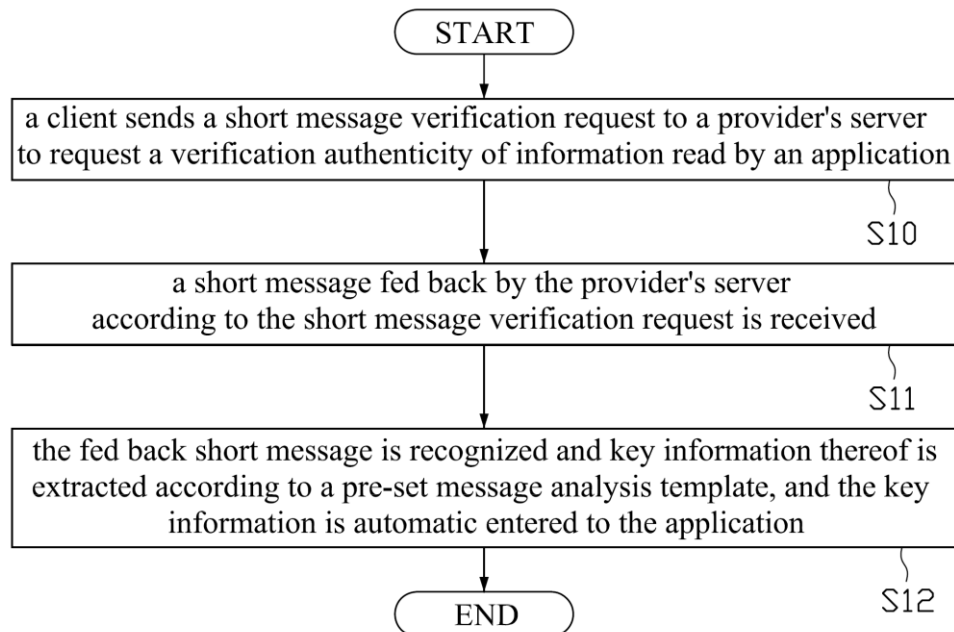 START
a client sends a short message verification request to a provider's server
to request a verification authenticity of information read by an application
S10
a short message fed back by the provider's server
according to the short message verification request is received
S11
the fed back short message is recognized and key information thereof is
extracted according to a pre-set message analysis template, and the key
information is automatic entered to the application
S12
END